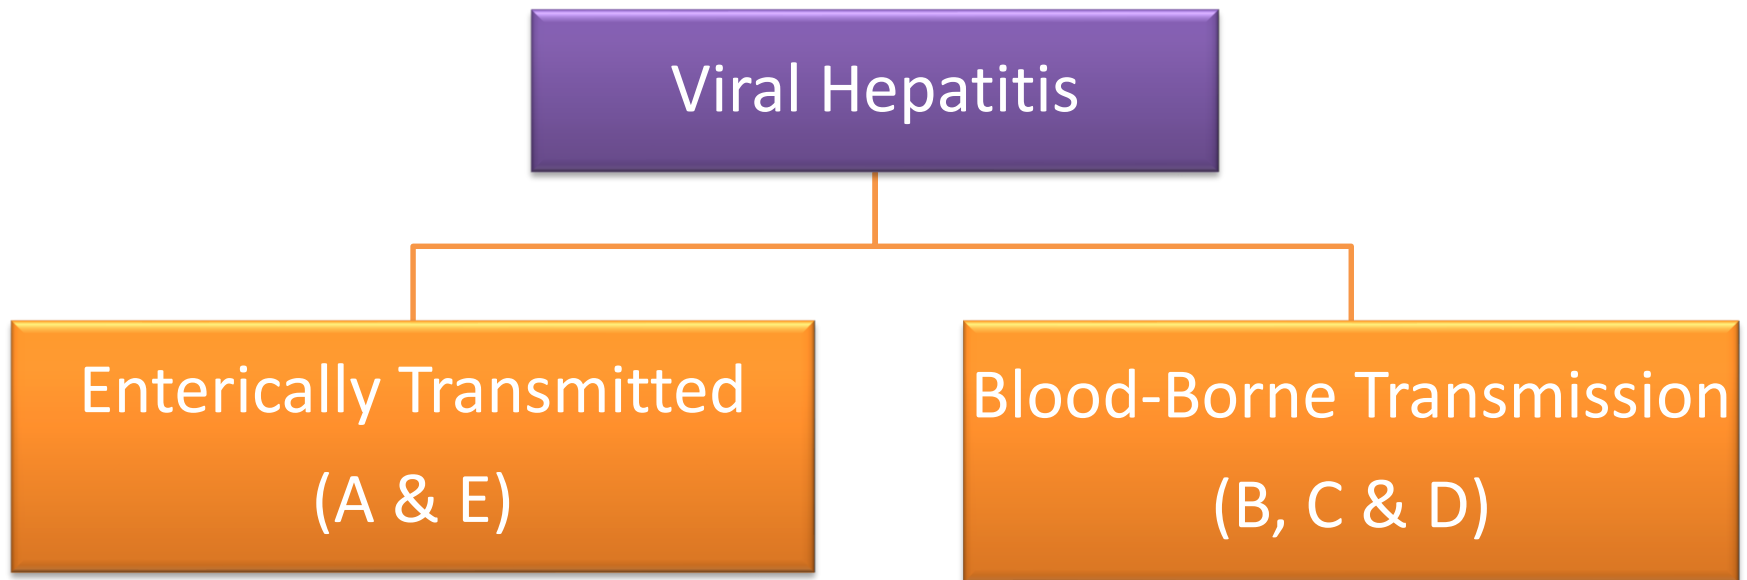 Viral Hepatitis
Enterically Transmitted
(A & E)
Blood-Borne Transmission
(B, C & D)